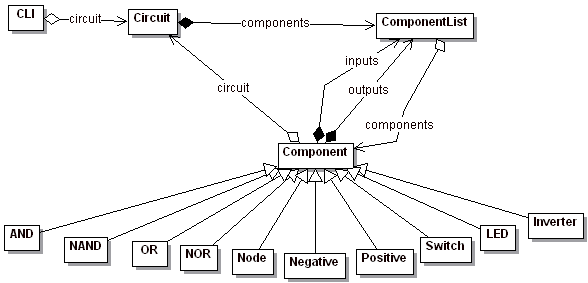 CLI
circuit
Circuit
components
ComponentList
inputs
circuit
outputs
components
Component
AND
NAND
OR
NOR
Node
Negative
Positive
Switch
LED
Inverter